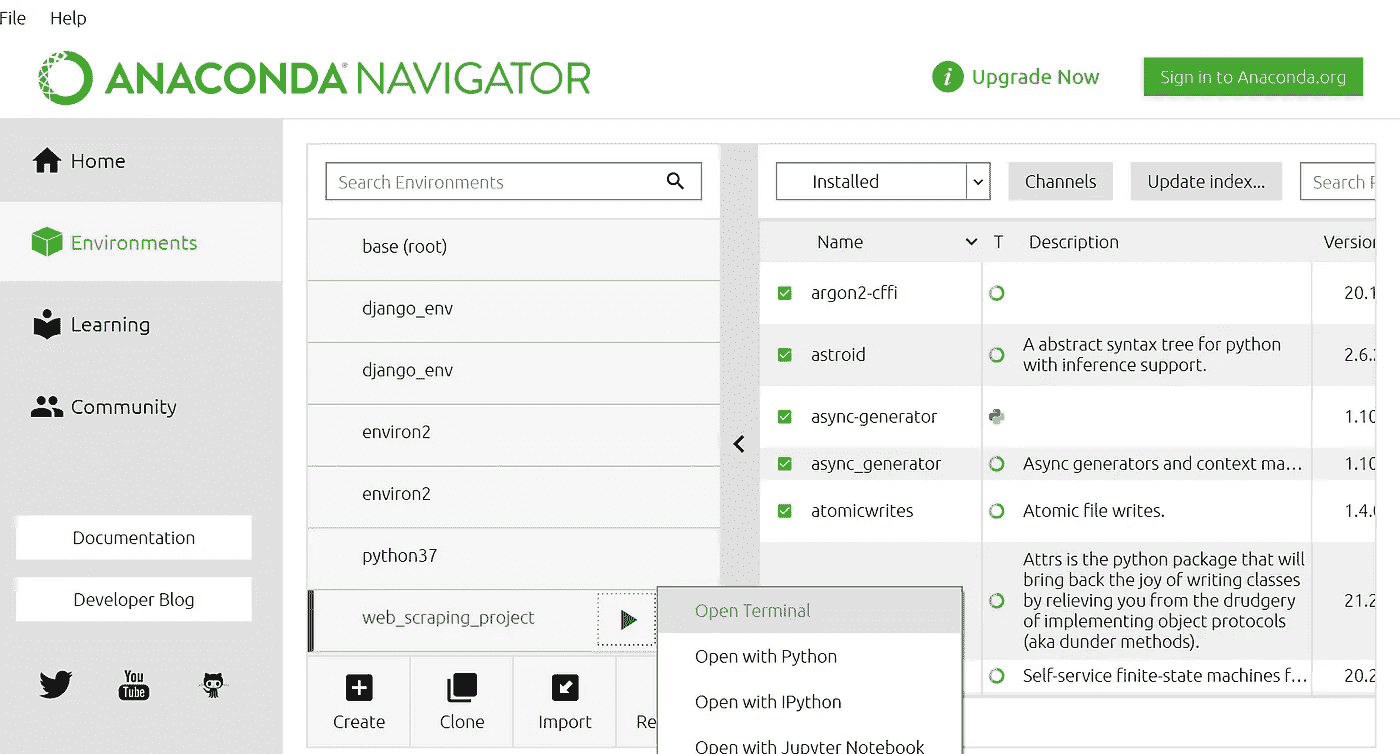 File Help
ANACONDA NAVIGATOR
Upgrade Now
Sign in to Anaconda.org
Home
Environments
Learning
Community
Documentation
Developer Blog
You
Tube
Search Environments
base (root)
django_env
django_env
environ2
environ2
python37
web_scraping_project
Create
Clone
Import
Re
Installed
Channels
Update index...
Search
Name
T
Description
Version
argon2-cffi
20.1
astroid
A abstract syntax tree for python
with inference support.
2.6.
async-generator
1.10
async_generator
Async generators and context ma...
1.10
atomicwrites
Atomic file writes.
1.4.
Attrs is the python package that will
bring back the joy of writing classes
by relieving you from the drudgery
of implementing object protocols
(aka dunder methods).
21.2
Self-service finite-state machines f...
20.2
Open Terminal
Open with Python
Open with IPython
Open with Jupyter Notebook